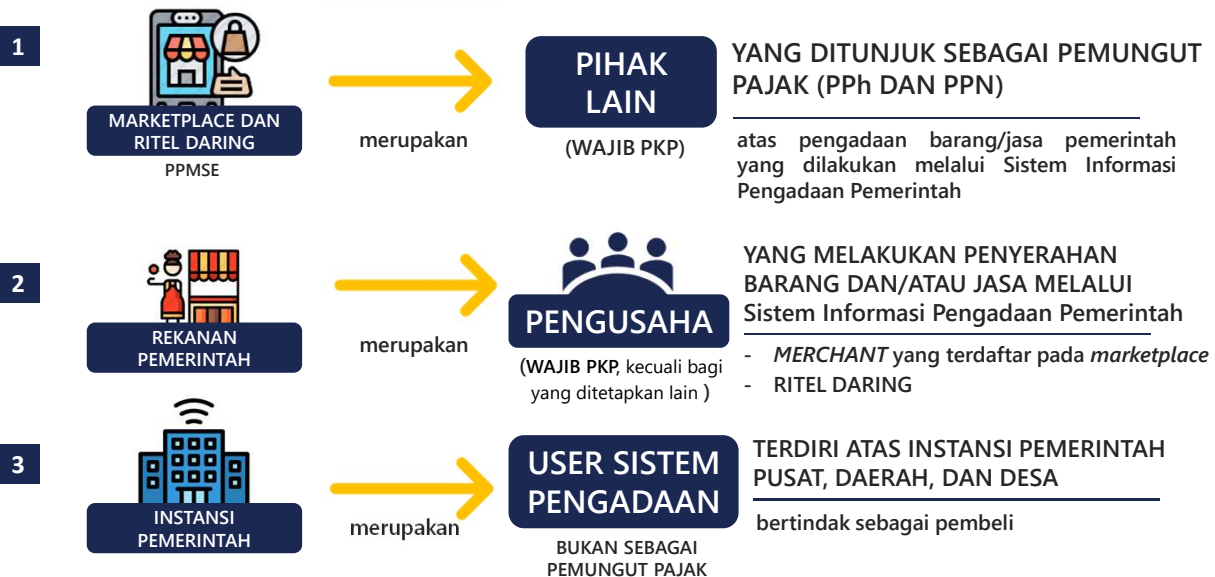 1
MARKETPLACE DAN
RITEL DARING
PPMSE
merupakan
PIHAK
LAIN
(WAJIB PKP)
YANG DITUNJUK SEBAGAI PEMUNGUT
PAJAK (PPh DAN PPN)
atas pengadaan barang/jasa pemerintah
yang dilakukan melalui Sistem Informasi
Pengadaan Pemerintah
2
REKANAN
PEMERINTAH
merupakan
PENGUSAHA
(WAJIB PKP, kecuali bagi
yang ditetapkan lain )
YANG MELAKUKAN PENYERAHAN
BARANG DAN/ATAU JASA MELALUI
Sistem Informasi Pengadaan Pemerintah
- MERCHANT yang terdaftar pada marketplace
- RITEL DARING
3
INSTANSI
PEMERINTAH
merupakan
USER SISTEM
PENGADAAN
BUKAN SEBAGAI
PEMUNGUT PAJAK
TERDIRI ATAS INSTANSI PEMERINTAH
PUSAT, DAERAH, DAN DESA
bertindak sebagai pembeli